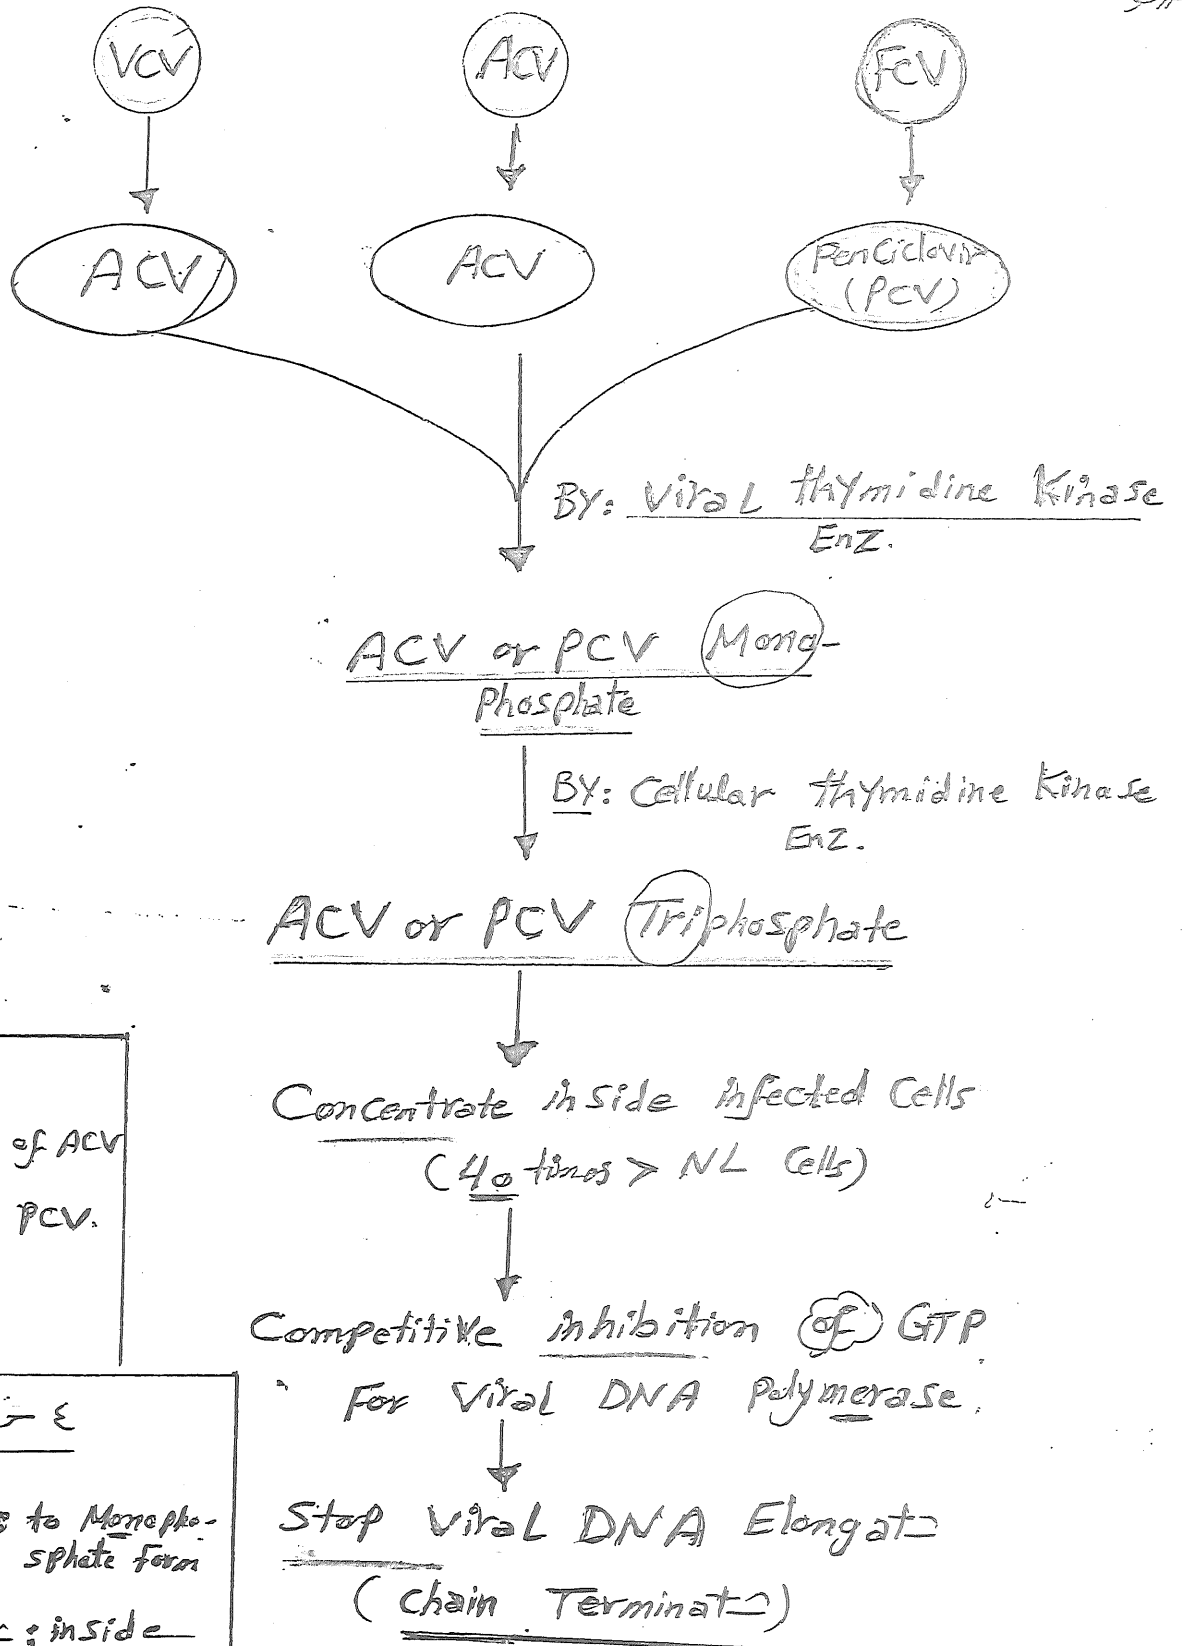 VCV
ACV
FCV
ACV
ACV
Penciclovir
(PCV)
BY: Viral thymidine Kinase
Enz.
ACV or PCV Mono-
Phosphate
BY: Cellular thymidine Kinase
Enz.
ACV or PCV Triphosphate
Concentrate inside infected Cells
(40 times > NL Cells)
of ACV
PCV.
Competitive inhibition of GTP
For Viral DNA Polymerase.
to Monopho-
sphate Form
: inside
Stop Viral DNA Elongat
(Chain Terminat)